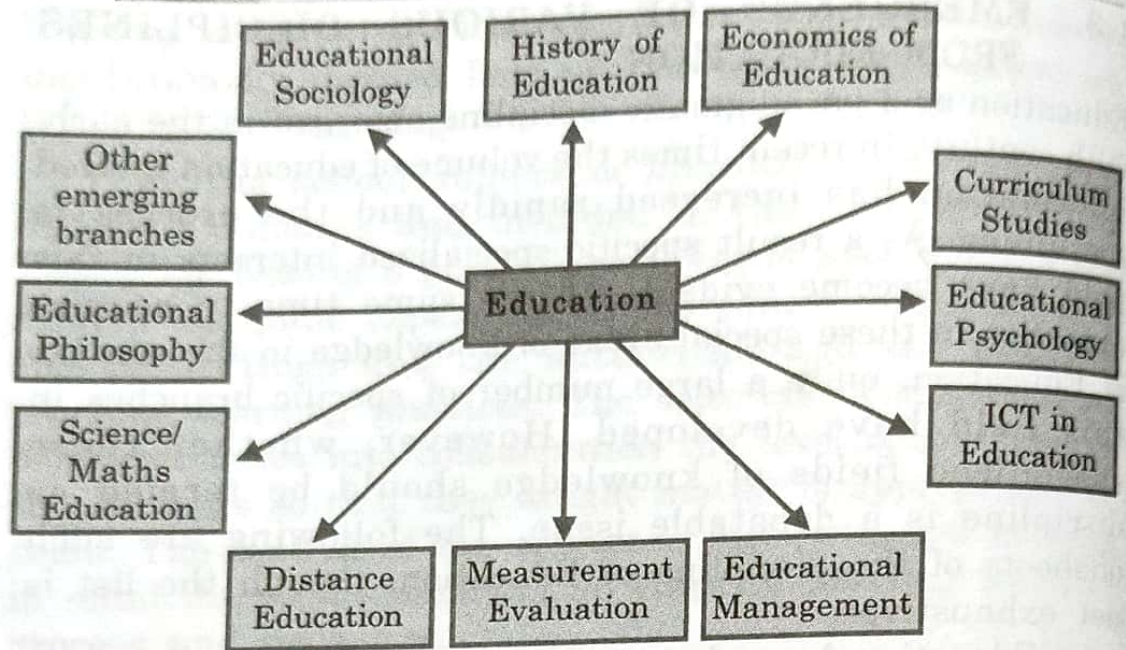 Educational
Sociology
History of
Education
Economics of
Education
Other
emerging
branches
Curriculum
Studies
Education
Educational
Philosophy
Educational
Psychology
Science/
Maths
Education
ICT in
Education
Distance
Education
Measurement
Evaluation
Educational
Management